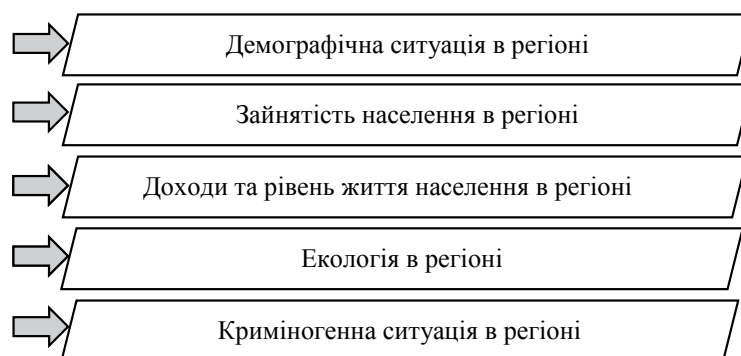 Демографічна ситуація в регіоні
Зайнятість населення в регіоні
Доходи та рівень життя населення в регіоні
Екологія в регіоні
Криміногенна ситуація в регіоні